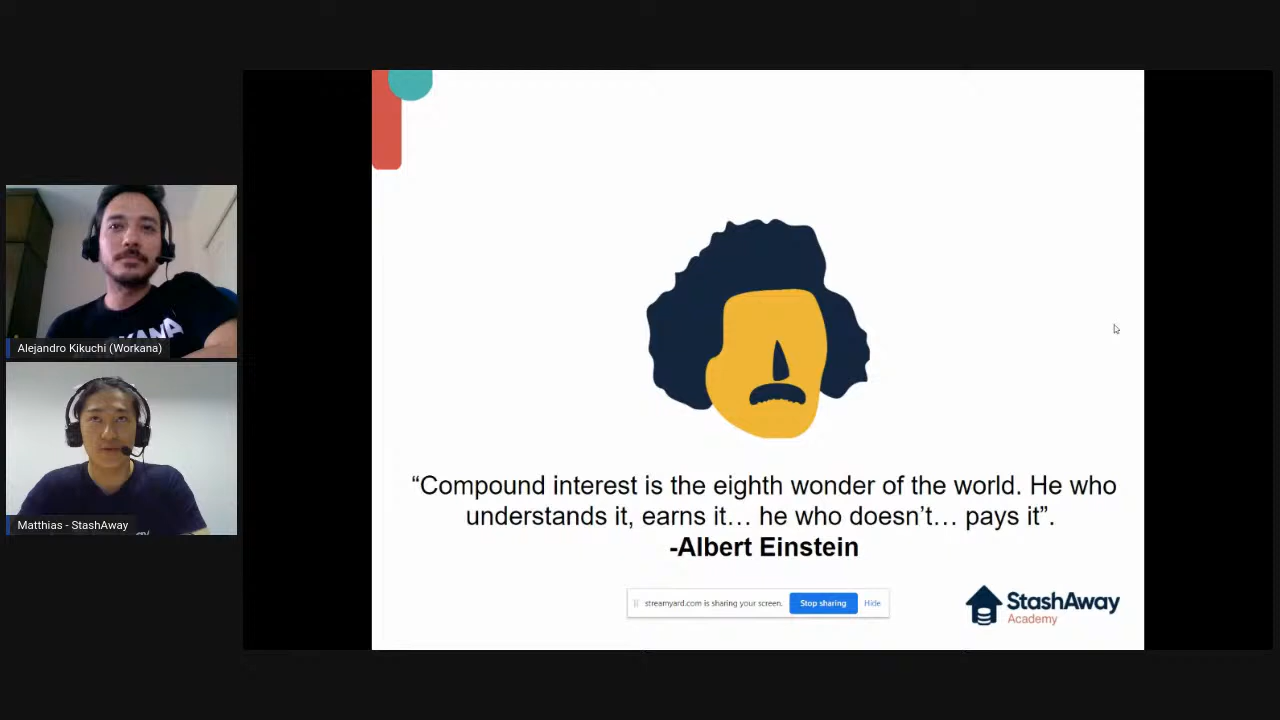 Alejandro Kikuchi (Workana)
Matthias - StashAway
“Compound interest is the eighth wonder of the world. He who
understands it, earns it… he who doesn’t… pays it”.
-Albert Einstein
streamyard.com is sharing your screen.
Stop sharing
Hide
StashAway
Academy